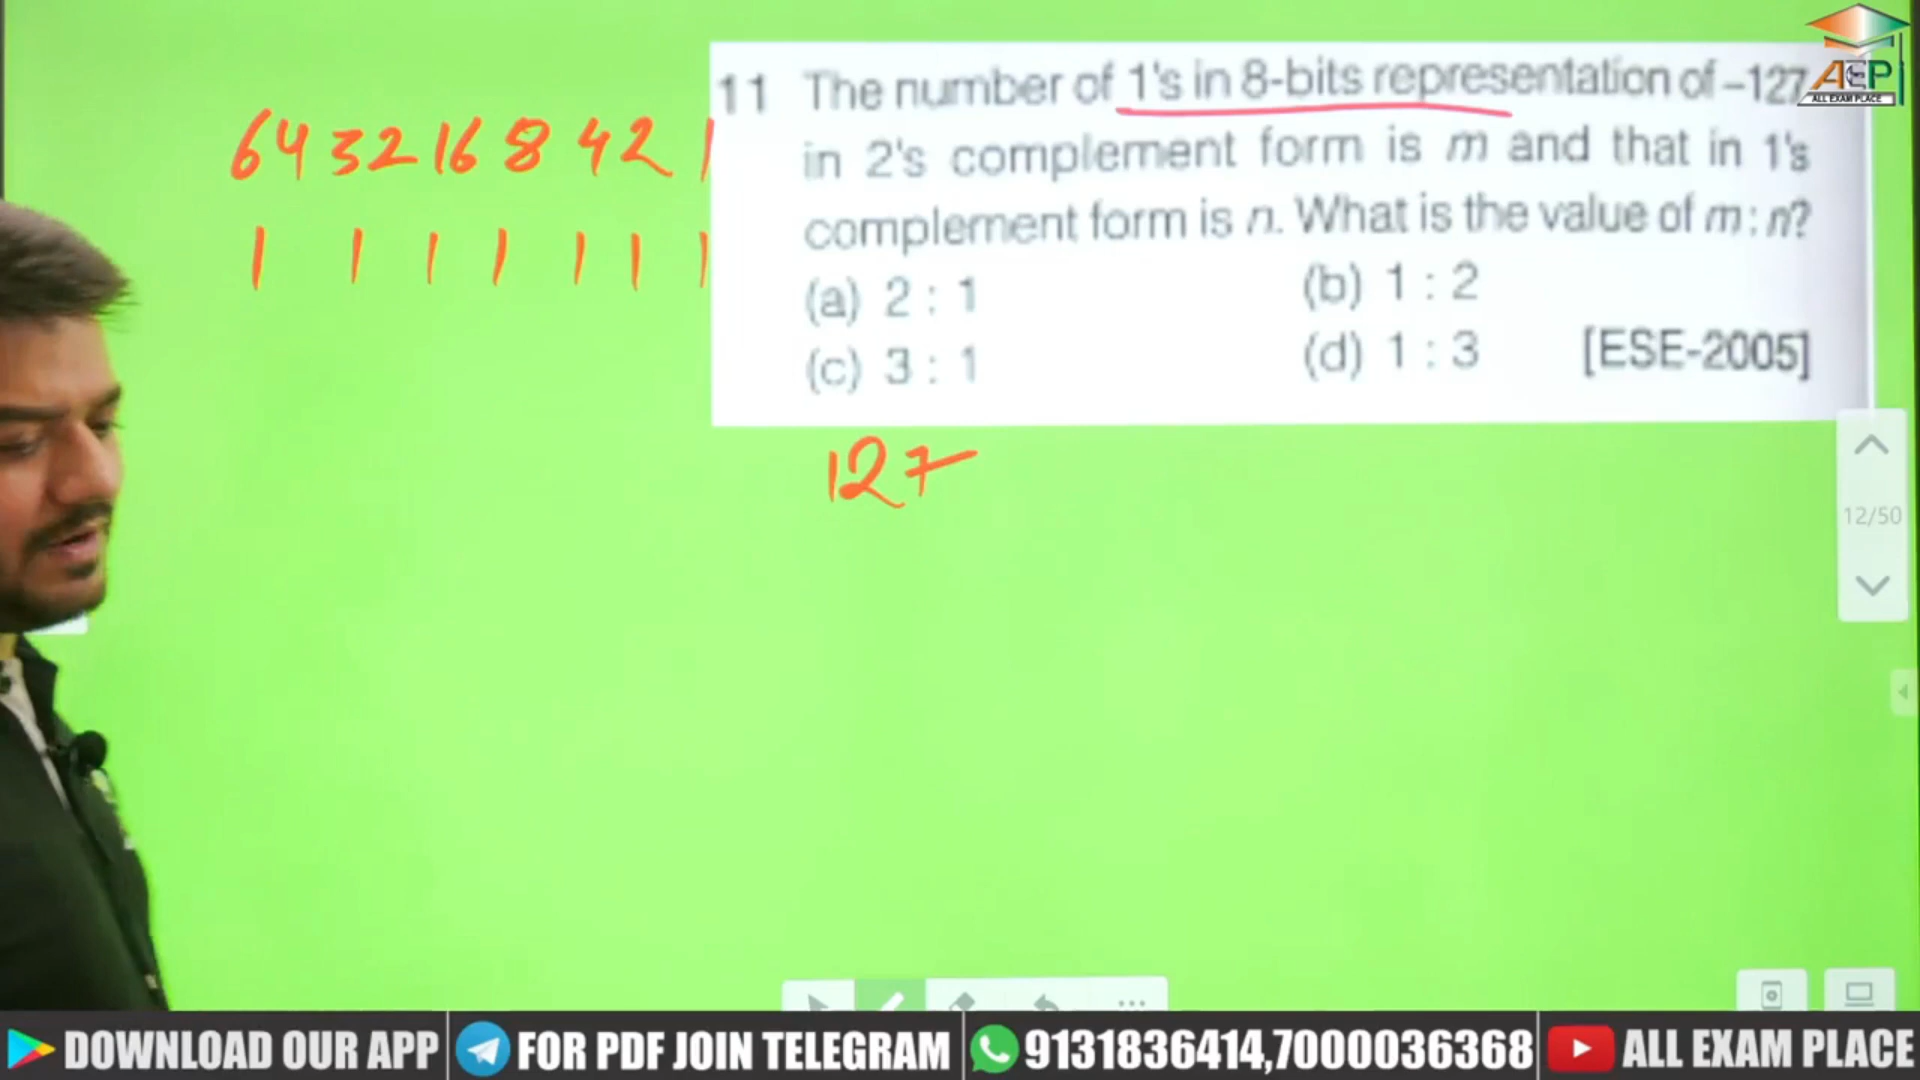 11 The number of 1's in 8-bits representation of –127
in 2's complement form is m and that in 1's
complement form is n. What is the value of m : n?
(a) 2 : 1 (b) 1 : 2
(c) 3 : 1 (d) 1 : 3 [ESE-2005]
64 32 16 8 4 2 1
1 1 1 1 1 1 1
127
AEP
ALL EXAM PLACE
12/50
DOWNLOAD OUR APP FOR PDF JOIN TELEGRAM 9131836414,7000036368 ALL EXAM PLACE